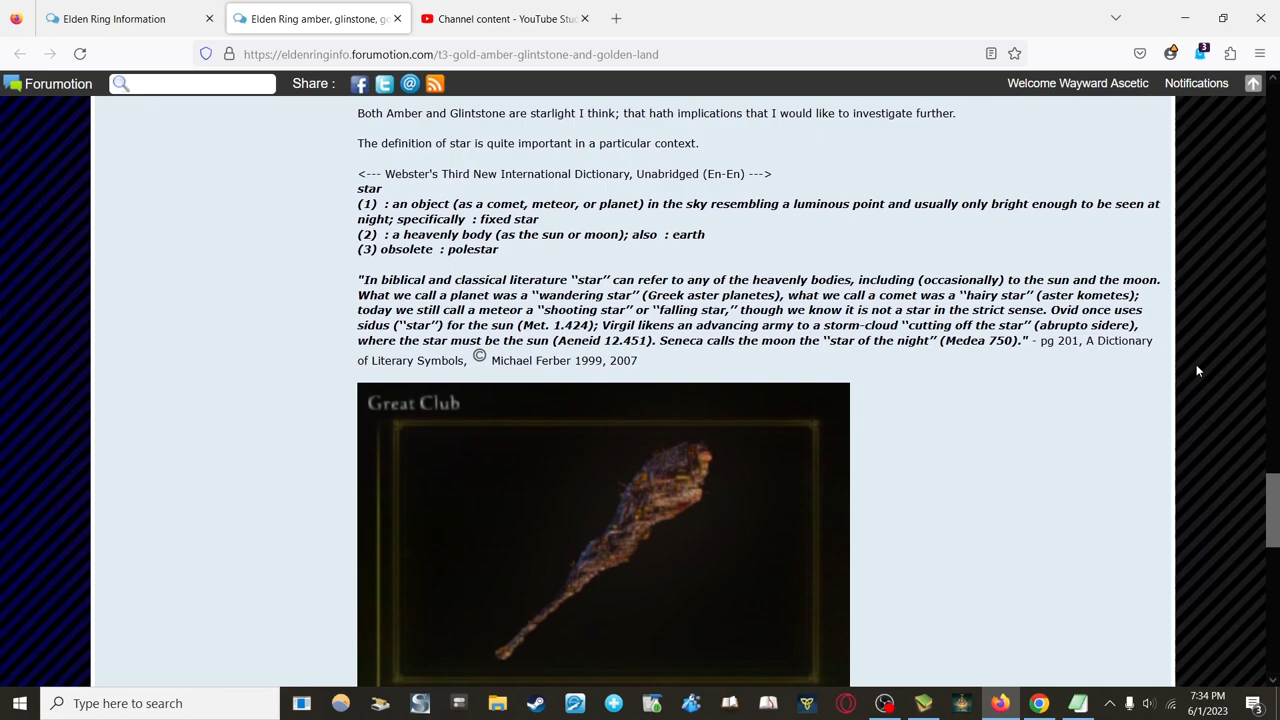 Elden Ring Information
Elden Ring amber, glinstone, go
Channel content - YouTube Stu
https://eldenringinfo.forumotion.com/t3-gold-amber-glintstone-and-golden-land
3
Forumotion
Share :
Welcome Wayward Ascetic
Notifications
Both Amber and Glintstone are starlight I think; that hath implications that I would like to investigate further.
The definition of star is quite important in a particular context.
<--- Webster's Third New International Dictionary, Unabridged (En-En) --->
star
(1) : an object (as a comet, meteor, or planet) in the sky resembling a luminous point and usually only bright enough to be seen at
night; specifically : fixed star
(2) : a heavenly body (as the sun or moon); also : earth
(3) obsolete : polestar
"In biblical and classical literature ‘‘star’’ can refer to any of the heavenly bodies, including (occasionally) to the sun and the moon.
What we call a planet was a ‘‘wandering star’’ (Greek aster planetes), what we call a comet was a ‘‘hairy star’’ (aster kometes);
today we still call a meteor a ‘‘shooting star’’ or ‘‘falling star,’’ though we know it is not a star in the strict sense. Ovid once uses
sidus (‘‘star’’) for the sun (Met. 1.424); Virgil likens an advancing army to a storm-cloud ‘‘cutting off the star’’ (abrupto sidere),
where the star must be the sun (Aeneid 12.451). Seneca calls the moon the ‘‘star of the night’’ (Medea 750)." - pg 201, A Dictionary
of Literary Symbols, © Michael Ferber 1999, 2007
Great Club
Type here to search
7:34 PM
6/1/2023
3